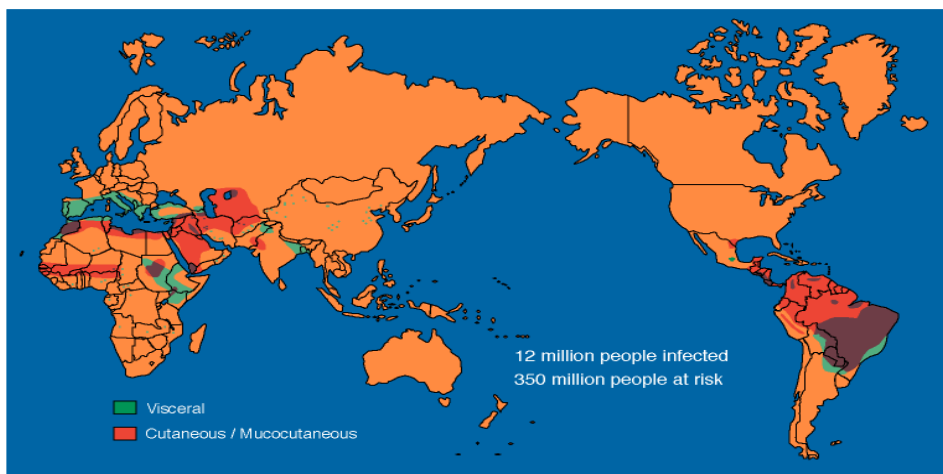 12 million people infected
350 million people at risk
Visceral
Cutaneous / Mucocutaneous